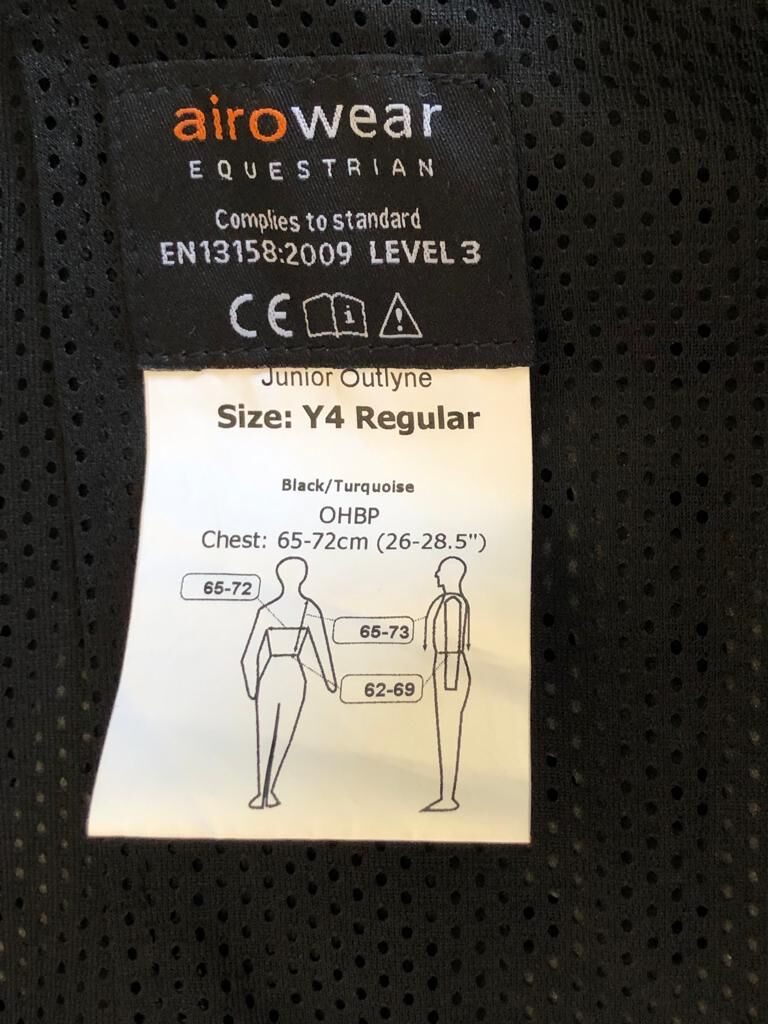 airowear
EQUESTRIAN
Complies to standard
EN13158:2009 LEVEL 3
CE i !
Junior Outlyne
Size: Y4 Regular
Black/Turquoise
OHBP
Chest: 65-72cm (26-28.5")
65-72
65-73
62-69